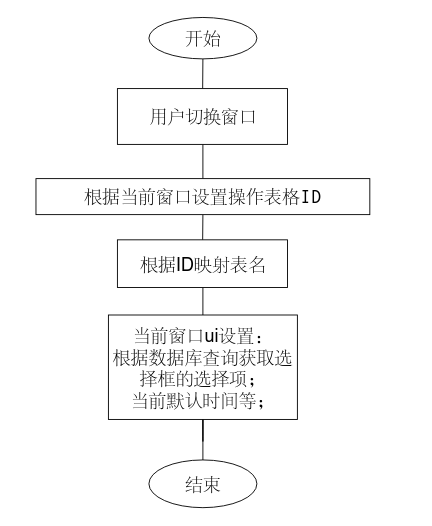 开始
用户切换窗口
根据当前窗口设置操作表格ID
根据ID映射表名
当前窗口ui设置：
根据数据库查询获取选
择框的选择项；
当前默认时间等；
结束